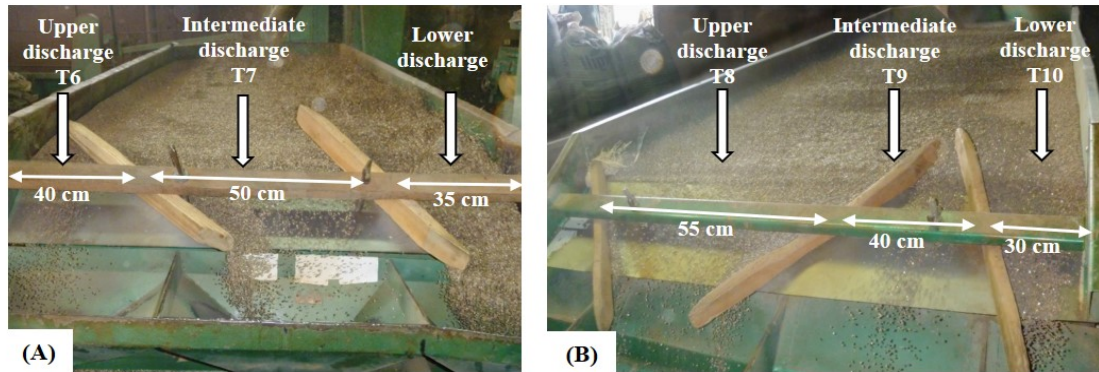 Upper
discharge
T6
Intermediate
discharge
T7
Lower
discharge
40 cm
50 cm
35 cm
(A)
Upper
discharge
T8
Intermediate
discharge
T9
Lower
discharge
T10
55 cm
40 cm
30 cm
(B)